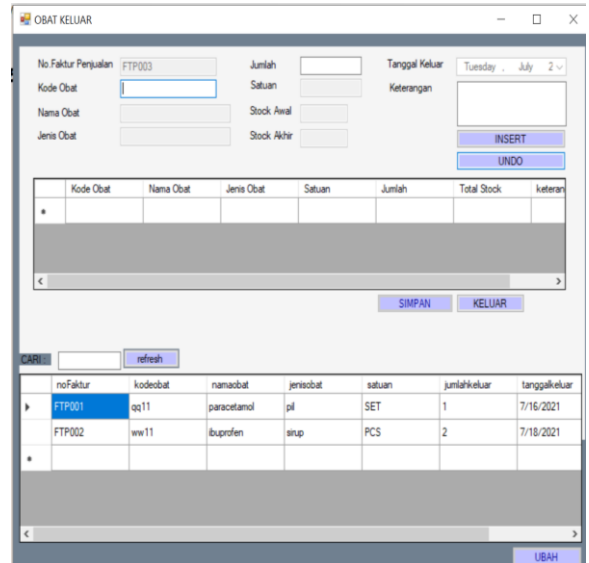 OBAT KELUAR
No.Faktur Penjualan FTP003 Jumlah Tanggal Keluar Tuesday , July 2
Kode Obat Satuan Keterangan
Nama Obat Stock Awal
Jenis Obat Stock Akhir INSERT
UNDO
Kode Obat Nama Obat Jenis Obat Satuan Jumlah Total Stock keteran
SIMPAN KELUAR
CARI : refresh
noFaktur kodeobat namaobat jenisobat satuan jumlahkeluar tanggalkeluar
FTP001 qq11 paracetamol pil SET 1 7/16/2021
FTP002 ww11 ibuprofen sirup PCS 2 7/18/2021
UBAH